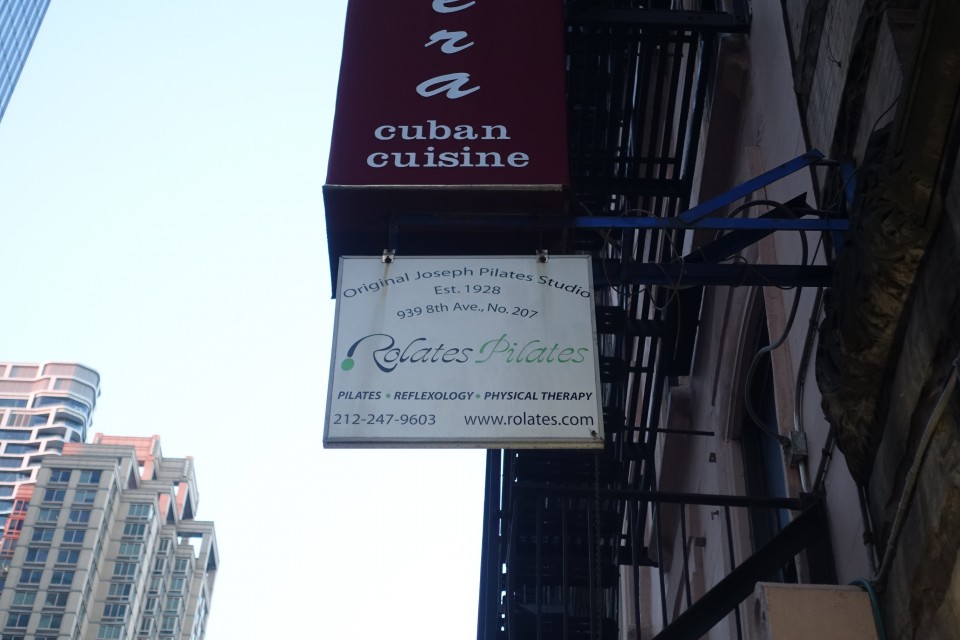 era
cuban
cuisine
Original Joseph Pilates Studio
Est. 1928
939 8th Ave., No. 207
Rolates Pilates
PILATES • REFLEXOLOGY • PHYSICAL THERAPY
212-247-9603 www.rolates.com